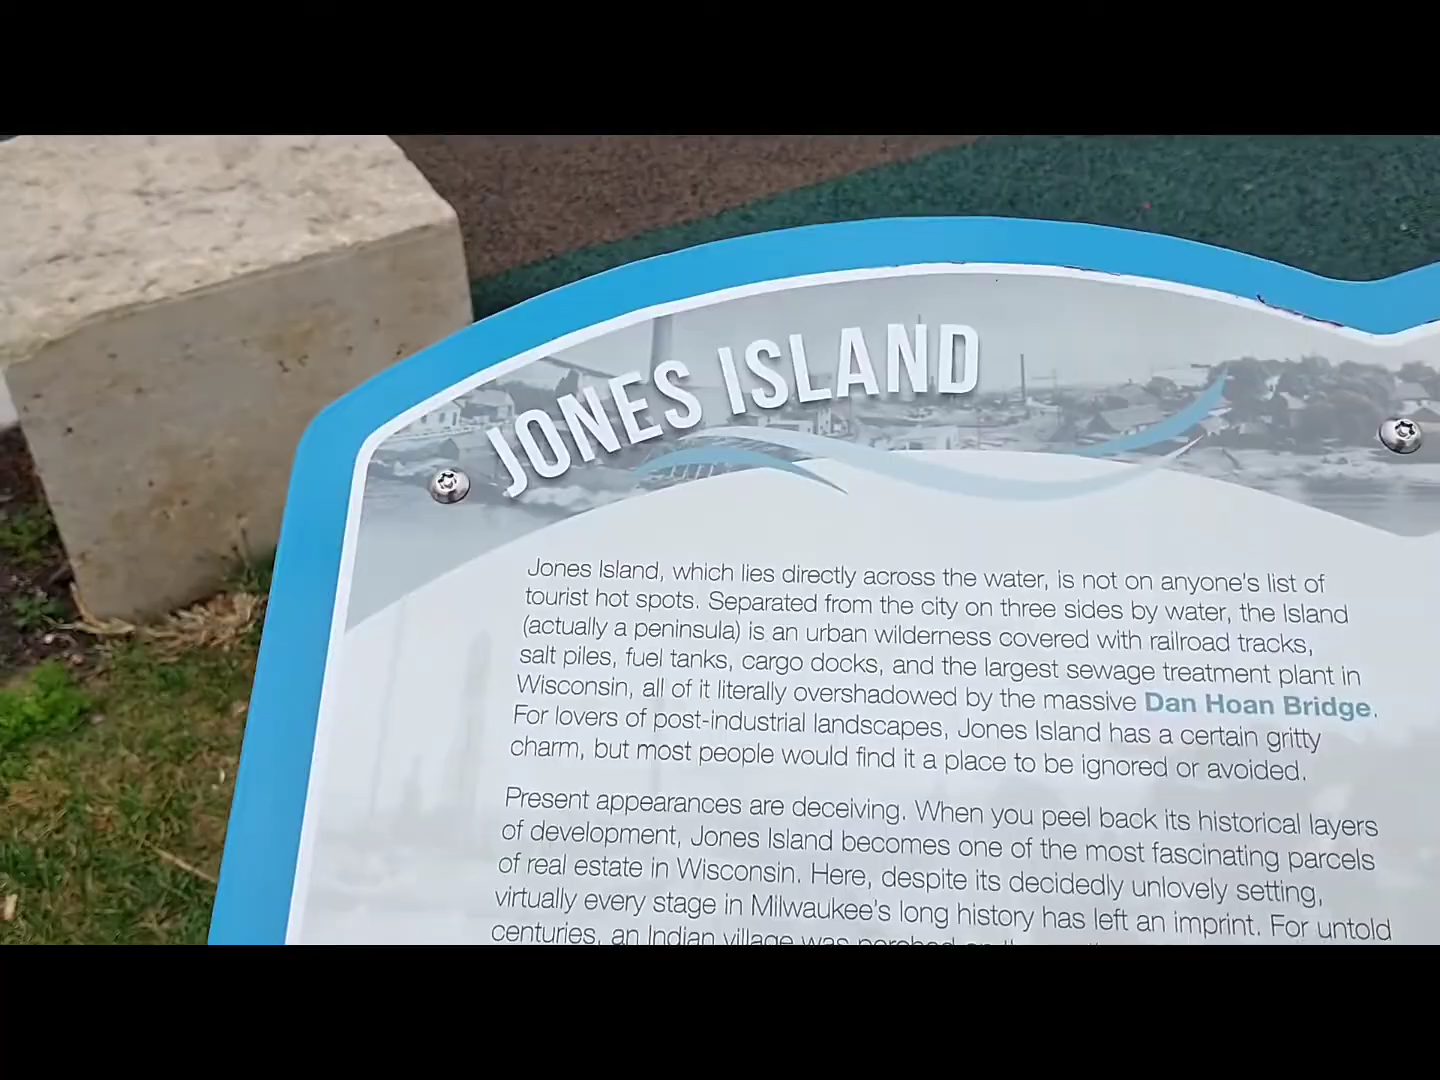 JONES ISLAND
Jones Island, which lies directly across the water, is not on anyone's list of
tourist hot spots. Separated from the city on three sides by water, the Island
(actually a peninsula) is an urban wilderness covered with railroad tracks,
salt piles, fuel tanks, cargo docks, and the largest sewage treatment plant in
Wisconsin, all of it literally overshadowed by the massive Dan Hoan Bridge.
For lovers of post-industrial landscapes, Jones Island has a certain gritty
charm, but most people would find it a place to be ignored or avoided.
Present appearances are deceiving. When you peel back its historical layers
of development, Jones Island becomes one of the most fascinating parcels
of real estate in Wisconsin. Here, despite its decidedly unlovely setting,
virtually every stage in Milwaukee's long history has left an imprint. For untold
centuries, an Indian village was perched